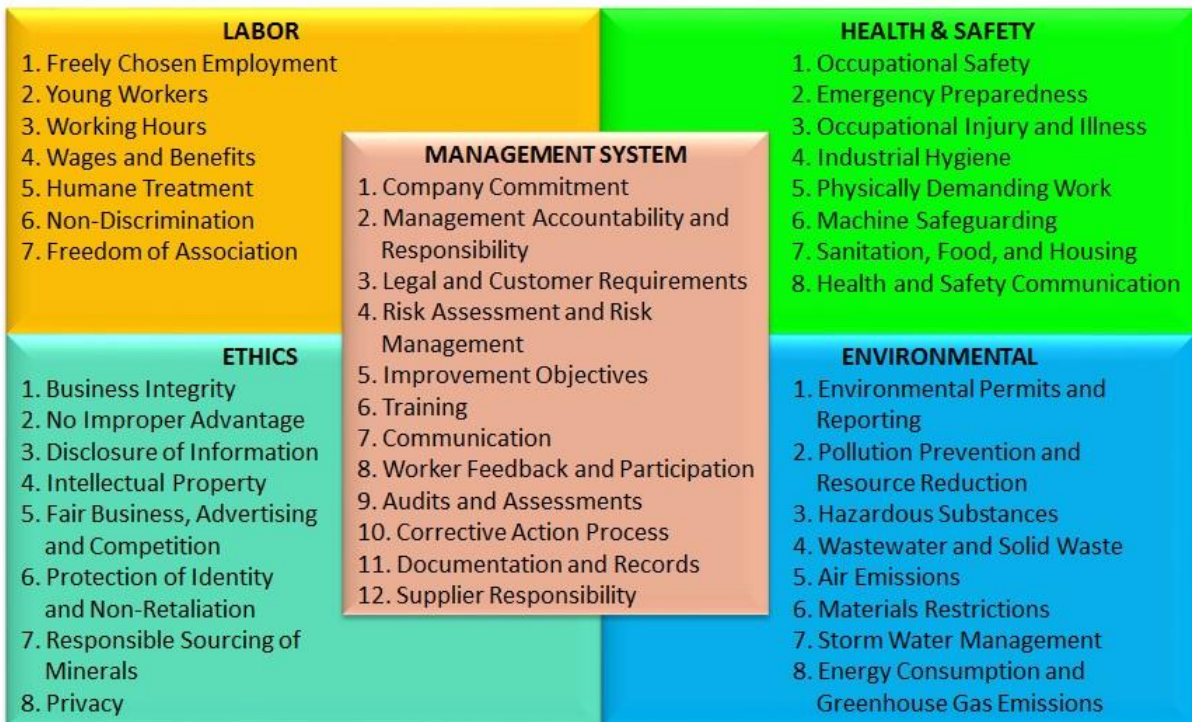 LABOR
1. Freely Chosen Employment
2. Young Workers
3. Working Hours
4. Wages and Benefits
5. Humane Treatment
6. Non-Discrimination
7. Freedom of Association
HEALTH & SAFETY
1. Occupational Safety
2. Emergency Preparedness
3. Occupational Injury and Illness
4. Industrial Hygiene
5. Physically Demanding Work
6. Machine Safeguarding
7. Sanitation, Food, and Housing
8. Health and Safety Communication
MANAGEMENT SYSTEM
1. Company Commitment
2. Management Accountability and
Responsibility
3. Legal and Customer Requirements
4. Risk Assessment and Risk
Management
5. Improvement Objectives
6. Training
7. Communication
8. Worker Feedback and Participation
9. Audits and Assessments
10. Corrective Action Process
11. Documentation and Records
12. Supplier Responsibility
ETHICS
1. Business Integrity
2. No Improper Advantage
3. Disclosure of Information
4. Intellectual Property
5. Fair Business, Advertising
and Competition
6. Protection of Identity
and Non-Retaliation
7. Responsible Sourcing of
Minerals
8. Privacy
ENVIRONMENTAL
1. Environmental Permits and
Reporting
2. Pollution Prevention and
Resource Reduction
3. Hazardous Substances
4. Wastewater and Solid Waste
5. Air Emissions
6. Materials Restrictions
7. Storm Water Management
8. Energy Consumption and
Greenhouse Gas Emissions